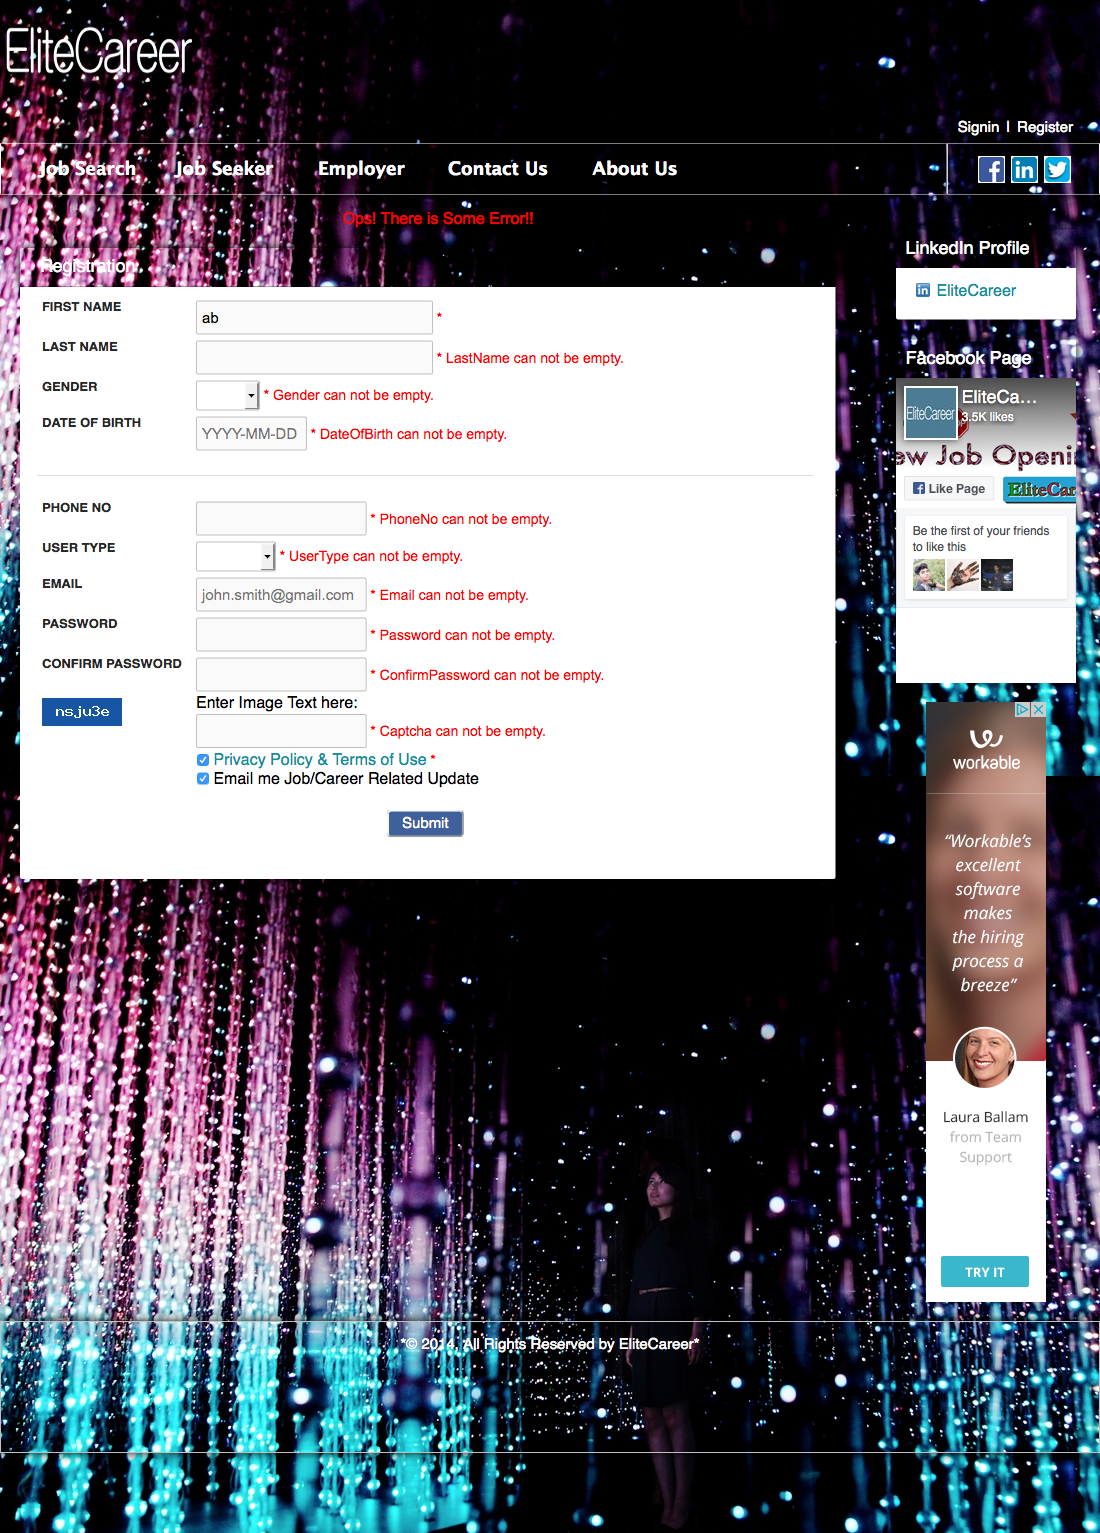 EliteCareer
Signin | Register
Job Search Job Seeker Employer Contact Us About Us
Ops! There is Some Error!!
Registration
FIRST NAME ab *
LAST NAME * LastName can not be empty.
GENDER * Gender can not be empty.
DATE OF BIRTH YYYY-MM-DD * DateOfBirth can not be empty.
PHONE NO * PhoneNo can not be empty.
USER TYPE * UserType can not be empty.
EMAIL john.smith@gmail.com * Email can not be empty.
PASSWORD * Password can not be empty.
CONFIRM PASSWORD * ConfirmPassword can not be empty.
nsju3e Enter Image Text here:
* Captcha can not be empty.
Privacy Policy & Terms of Use *
Email me Job/Career Related Update
Submit
LinkedIn Profile
in EliteCareer
Facebook Page
EliteCareer
EliteCa...
3.5K likes
ew Job Openi
Like Page
EliteCar
Be the first of your friends
to like this
workable
“Workable’s
excellent
software
makes
the hiring
process a
breeze”
Laura Ballam
from Team
Support
TRY IT
*© 2014, All Rights Reserved by EliteCareer*